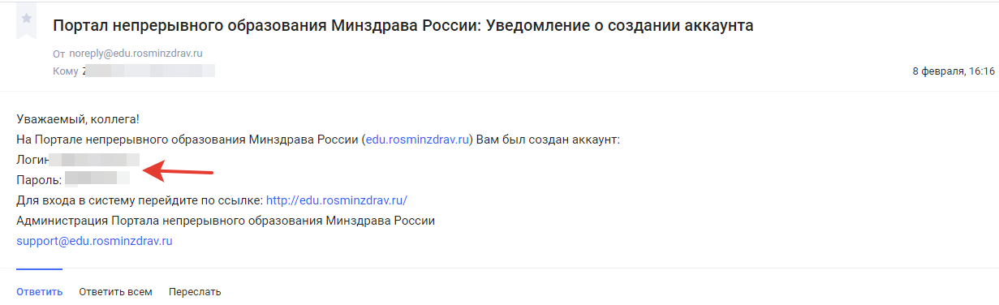 Портал непрерывного образования Минздрава России: Уведомление о создании аккаунта
От noreply@edu.rosminzdrav.ru
Кому
8 февраля, 16:16
Уважаемый, коллега!
На Портале непрерывного образования Минздрава России (edu.rosminzdrav.ru) Вам был создан аккаунт:
Логин
Пароль:
Для входа в систему перейдите по ссылке: http://edu.rosminzdrav.ru/
Администрация Портала непрерывного образования Минздрава России
support@edu.rosminzdrav.ru
Ответить Ответить всем Переслать